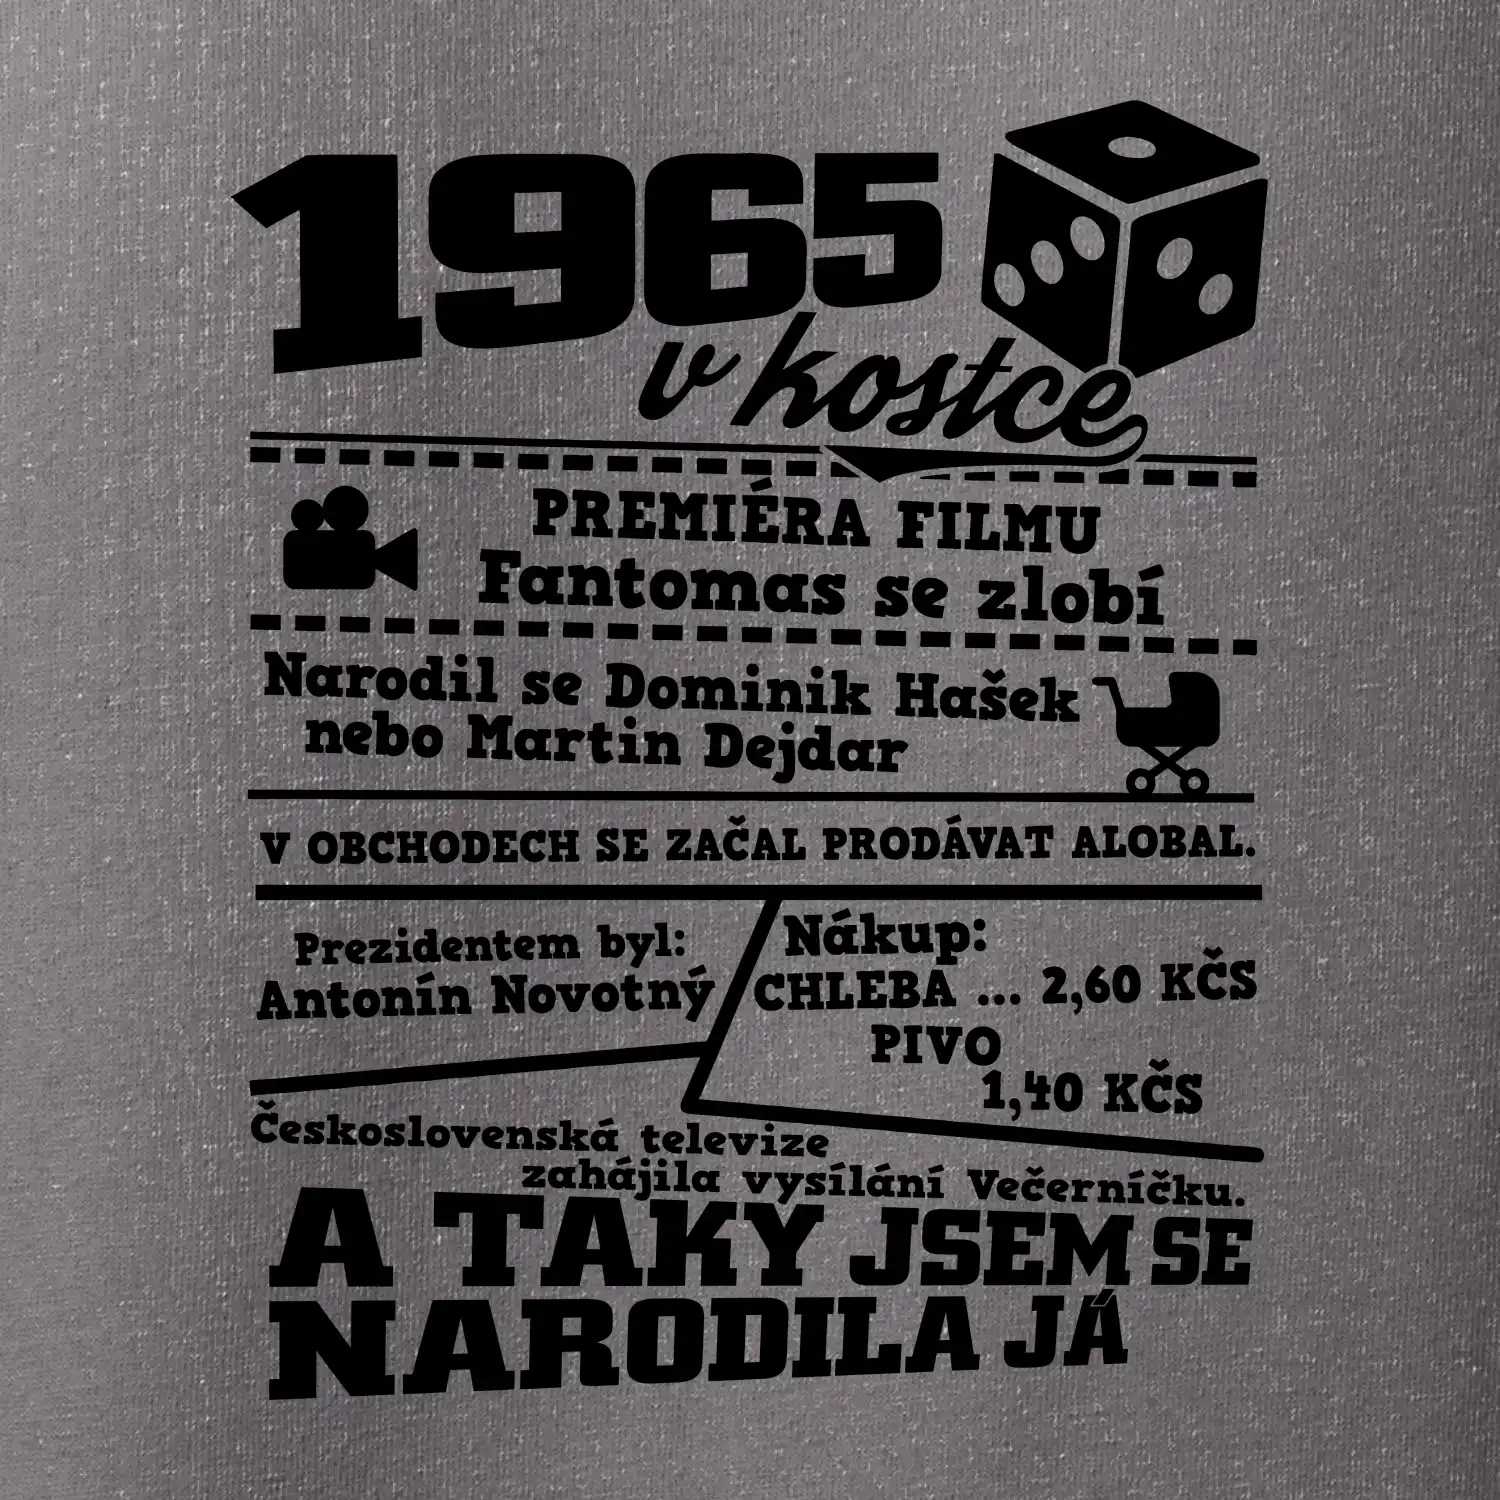 1965
v kostce
PREMIÉRA FILMU
Fantomas se zlobí
Narodil se Dominik Hašek
nebo Martin Dejdar
V OBCHODECH SE ZAČAL PRODÁVAT ALOBAL.
Prezidentem byl:
Antonín Novotný
Nákup:
CHLEBA ... 2,60 KČS
PIVO
1,40 KČS
Československá televize
zahájila vysílání Večerníčku.
A TAKY JSEM SE
NARODILA JÁ